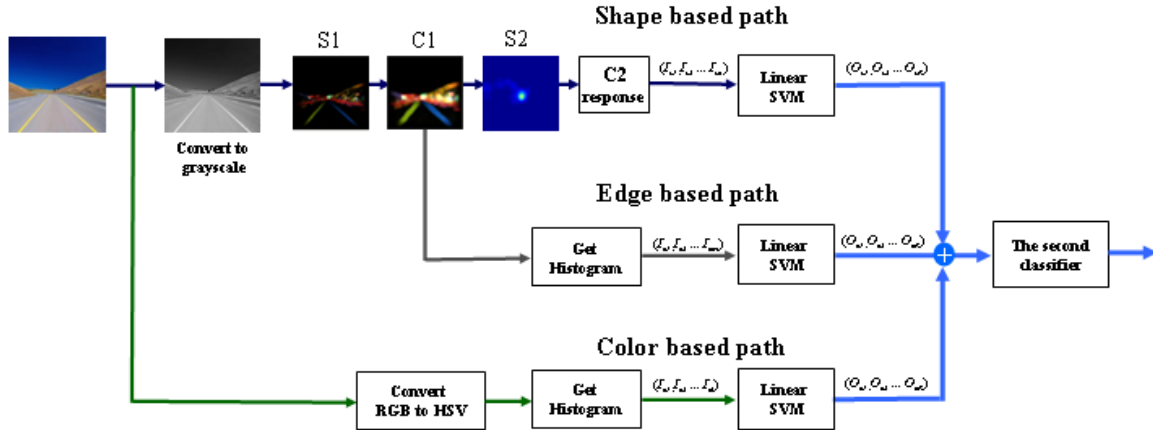 Shape based path
S1
C1
S2
Convert to
grayscale
C2
response
Linear
SVM
Edge based path
Get
Histogram
Linear
SVM
The second
classifier
Color based path
Convert
RGB to HSV
Get
Histogram
Linear
SVM